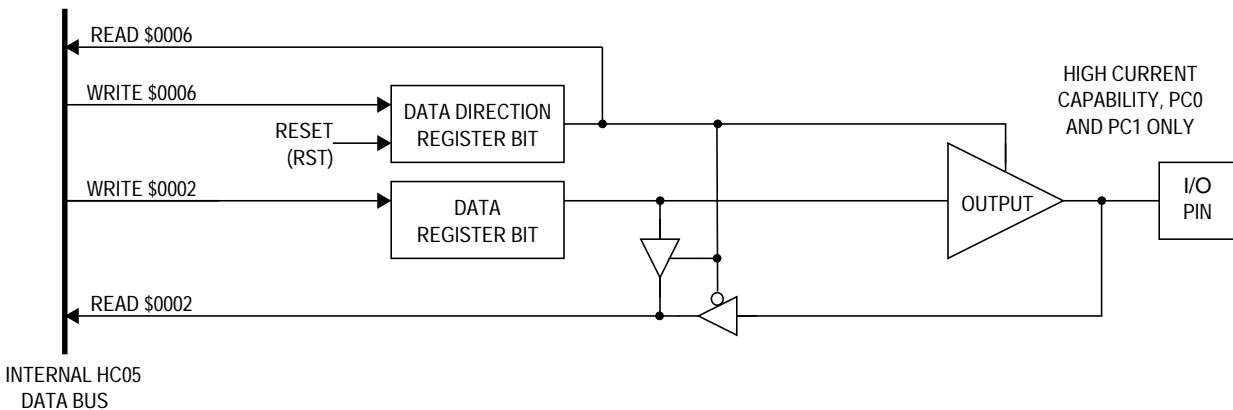 READ $0006
WRITE $0006
RESET
(RST)
DATA DIRECTION
REGISTER BIT
HIGH CURRENT
CAPABILITY, PC0
AND PC1 ONLY
WRITE $0002
DATA
REGISTER BIT
OUTPUT
I/O
PIN
READ $0002
INTERNAL HC05
DATA BUS